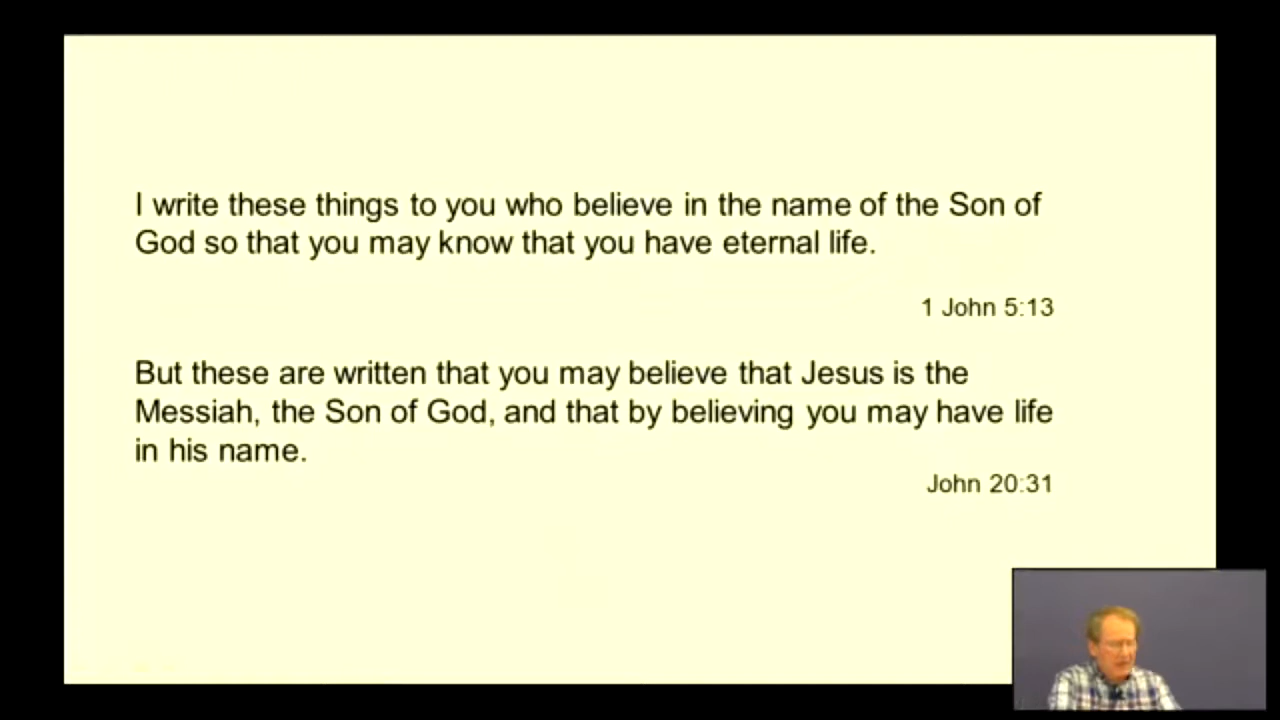 I write these things to you who believe in the name of the Son of
God so that you may know that you have eternal life.
1 John 5:13
But these are written that you may believe that Jesus is the
Messiah, the Son of God, and that by believing you may have life
in his name.
John 20:31